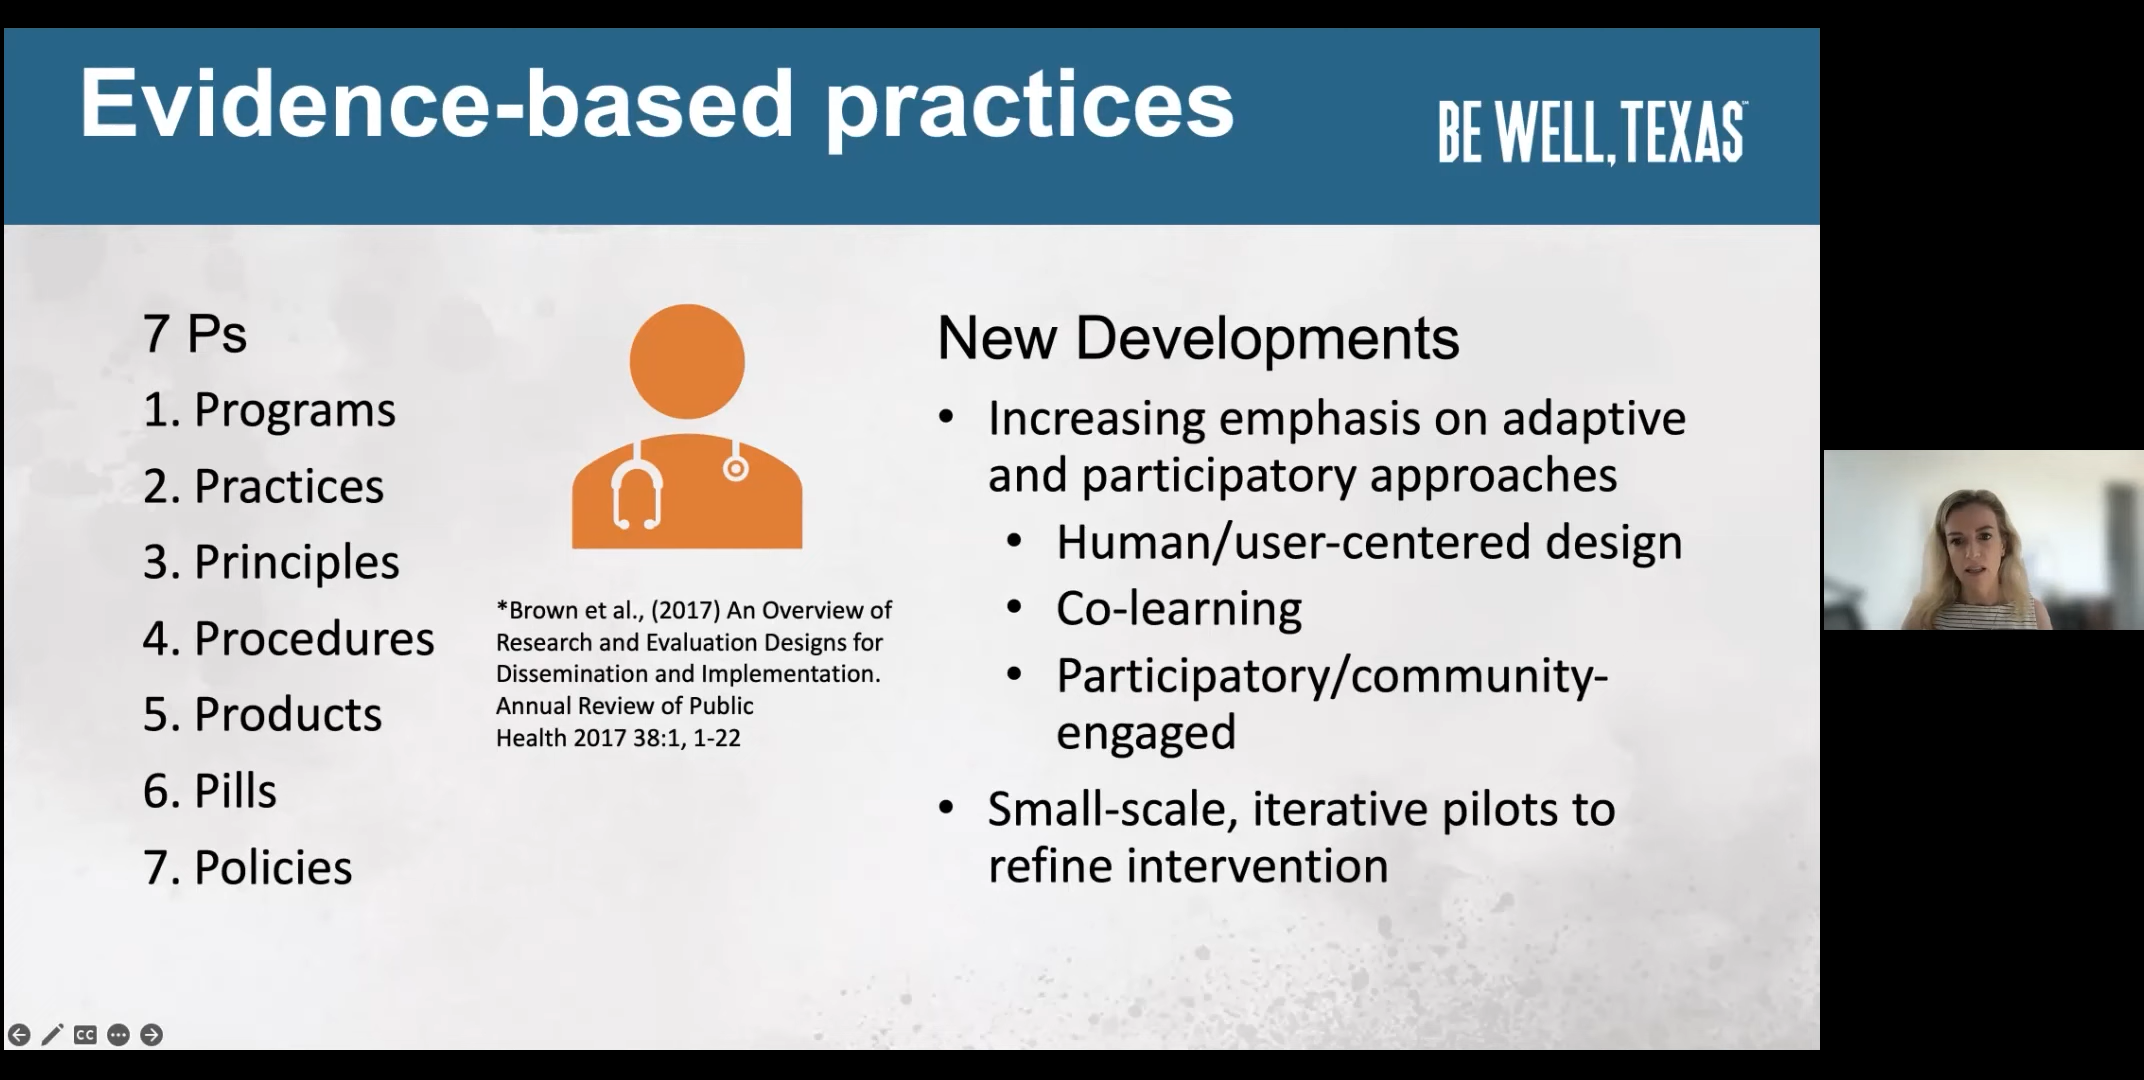 Evidence-based practices
BE WELL, TEXAS™
7 Ps
1. Programs
2. Practices
3. Principles
4. Procedures
5. Products
6. Pills
7. Policies
*Brown et al., (2017) An Overview of
Research and Evaluation Designs for
Dissemination and Implementation.
Annual Review of Public
Health 2017 38:1, 1-22
New Developments
• Increasing emphasis on adaptive
and participatory approaches
• Human/user-centered design
• Co-learning
• Participatory/community-
engaged
• Small-scale, iterative pilots to
refine intervention
CC